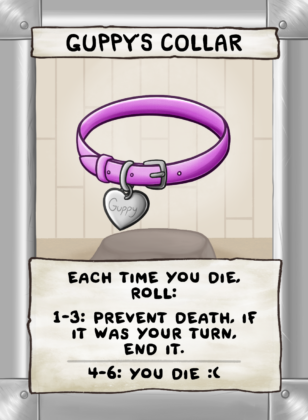 GUPPY'S COLLAR
Guppy
EACH TIME YOU DIE,
ROLL:
1-3: PREVENT DEATH. IF
IT WAS YOUR TURN,
END IT.
4-6: YOU DIE :(